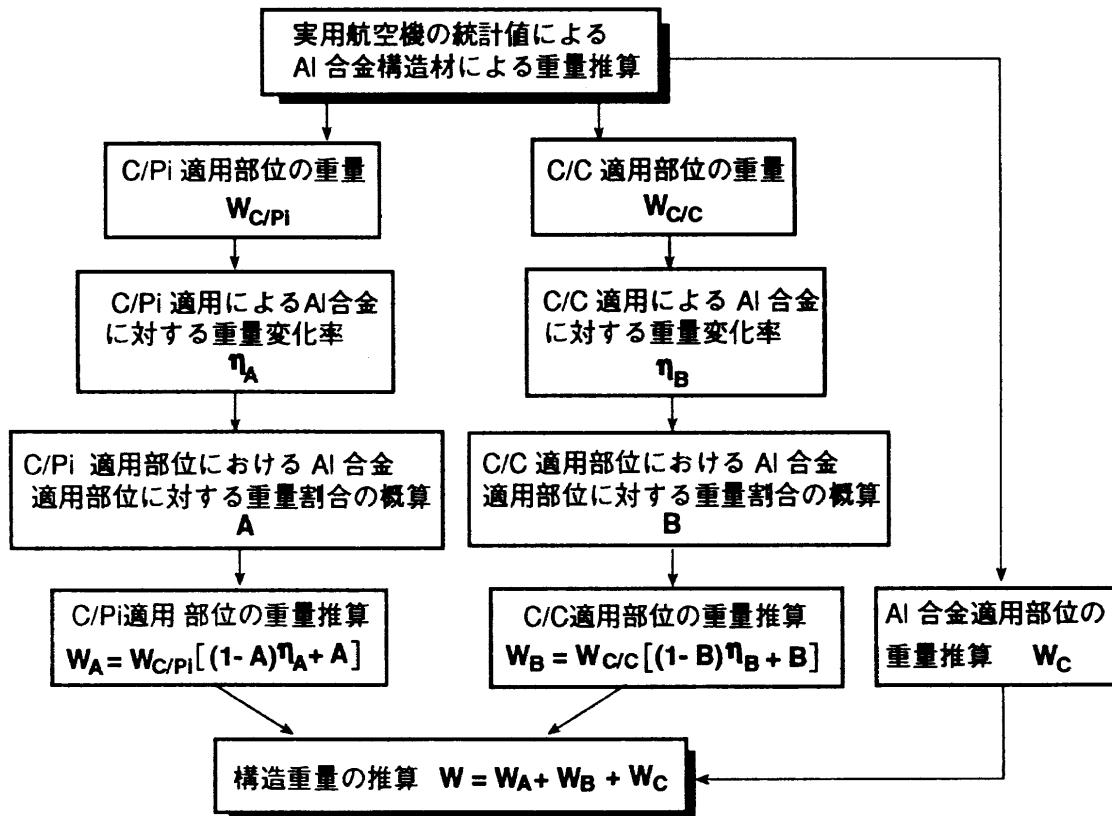 実用航空機の統計値による
Al 合金構造材による重量推算
C/Pi 適用部位の重量
W_C/Pi
C/C 適用部位の重量
W_C/C
C/Pi 適用によるAl合金
に対する重量変化率
η_A
C/C 適用による Al 合金
に対する重量変化率
η_B
C/Pi 適用部位における Al 合金
適用部位に対する重量割合の概算
A
C/C 適用部位における Al 合金
適用部位に対する重量割合の概算
B
C/Pi適用 部位の重量推算
W_A = W_C/Pi [(1- A)η_A + A]
C/C適用部位の重量推算
W_B = W_C/C [(1- B)η_B + B]
Al 合金適用部位の
重量推算 W_C
構造重量の推算 W = W_A + W_B + W_C